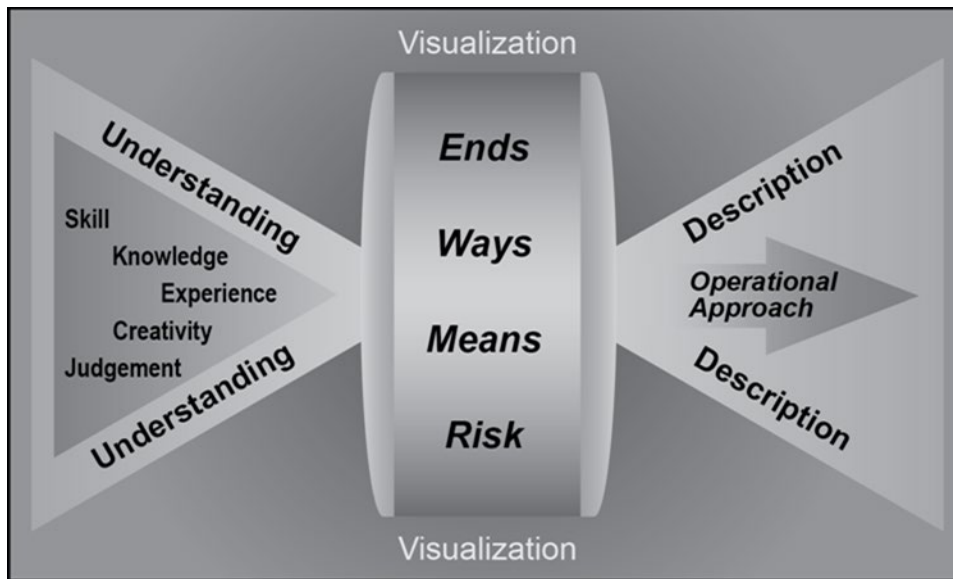 Visualization
Understanding
Skill
Knowledge
Experience
Creativity
Judgement
Understanding
Ends
Ways
Means
Risk
Description
Operational
Approach
Description
Visualization